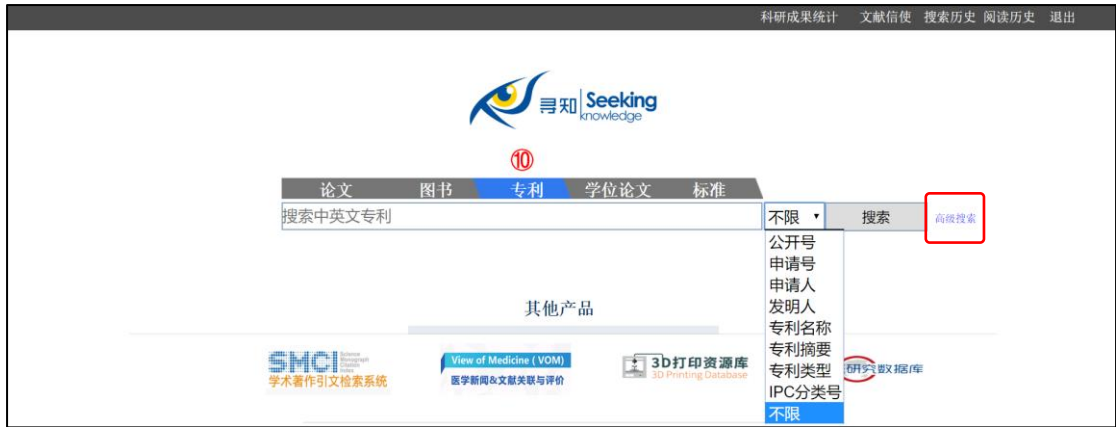 科研成果统计 文献信使 搜索历史 阅读历史 退出
寻知 Seeking
knowledge
⑩
论文 图书 专利 学位论文 标准
搜索中英文专利 不限 搜索 高级搜索
公开号
申请号
申请人
发明人
专利名称
专利摘要
专利类型
IPC分类号
不限
其他产品
SMCI Science Monograph Citation Index
学术著作引文检索系统
View of Medicine ( VOM)
医学新闻&文献关联与评价
3b打印资源库
3D Printing Database
研究数据库